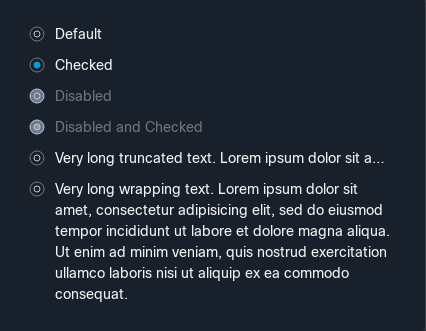 Default
Checked
Disabled
Disabled and Checked
Very long truncated text. Lorem ipsum dolor sit a...
Very long wrapping text. Lorem ipsum dolor sit
amet, consectetur adipisicing elit, sed do eiusmod
tempor incididunt ut labore et dolore magna aliqua.
Ut enim ad minim veniam, quis nostrud exercitation
ullamco laboris nisi ut aliquip ex ea commodo
consequat.